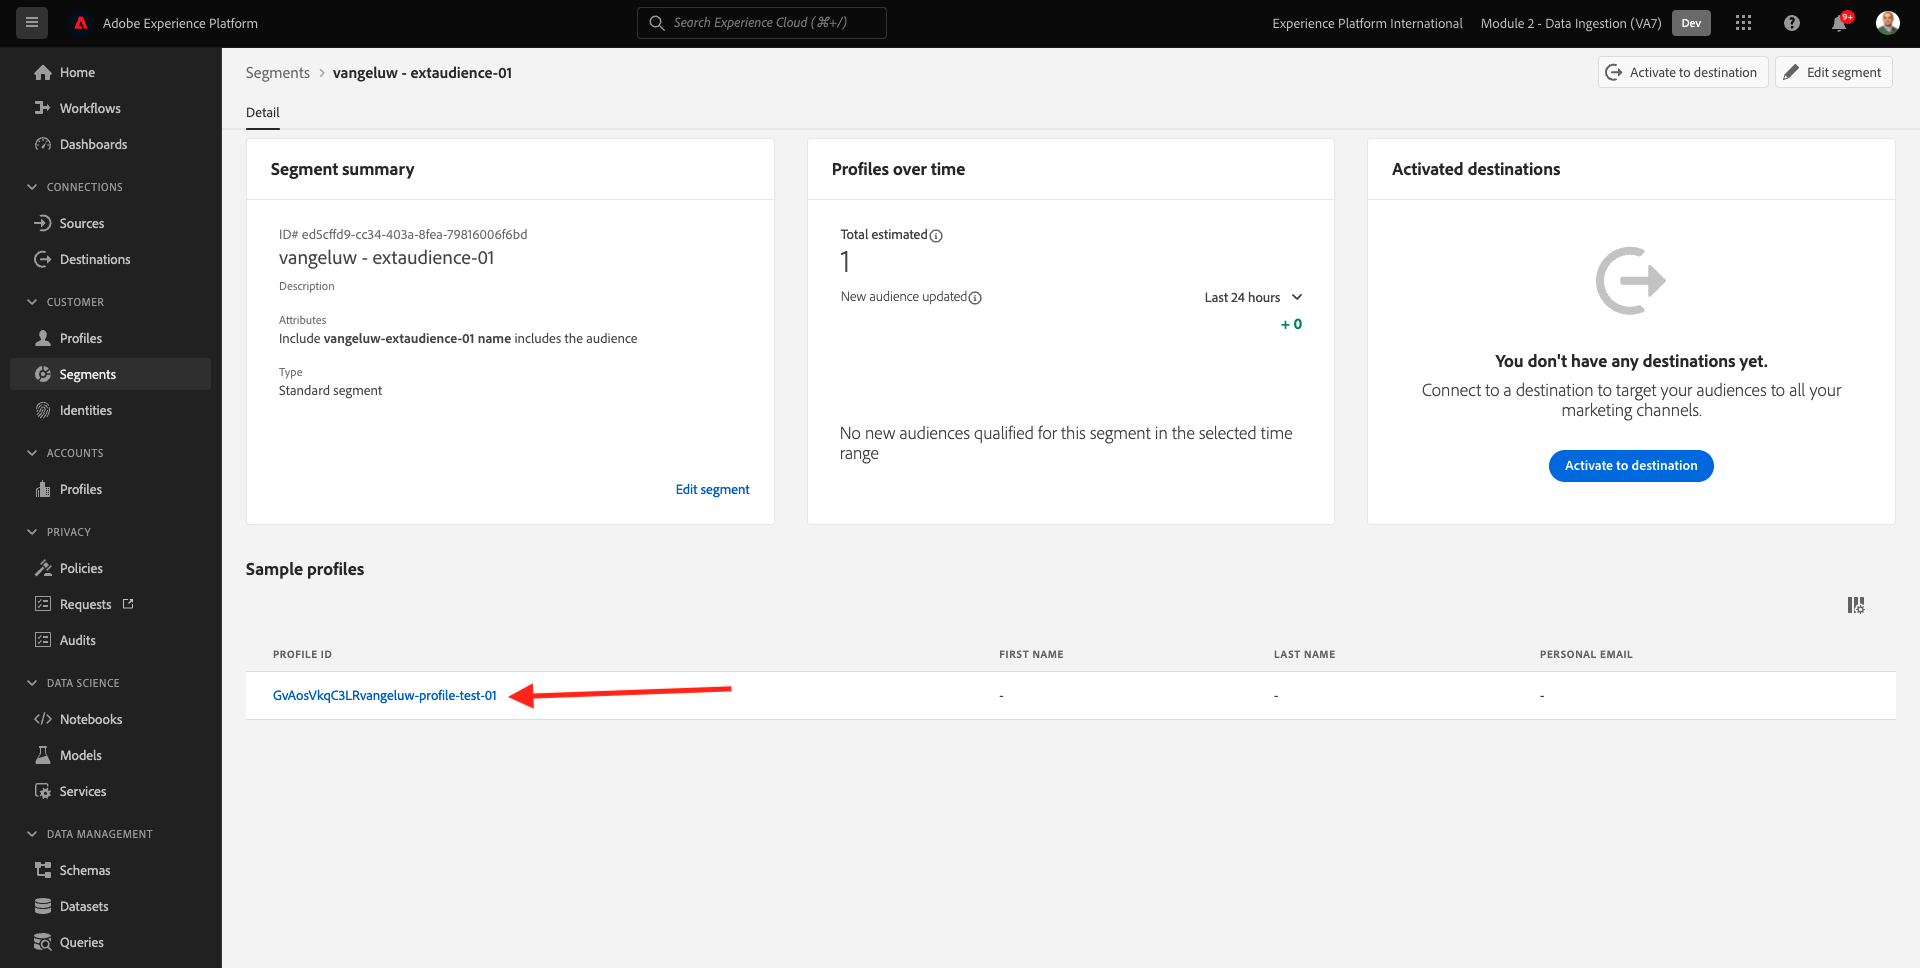 Adobe Experience Platform
Search Experience Cloud (⌘+/)
Experience Platform International
Module 2 - Data Ingestion (VA7)
Dev
9+
Home
Workflows
Dashboards
CONNECTIONS
Sources
Destinations
CUSTOMER
Profiles
Segments
Identities
ACCOUNTS
Profiles
PRIVACY
Policies
Requests
Audits
DATA SCIENCE
Notebooks
Models
Services
DATA MANAGEMENT
Schemas
Datasets
Queries
Segments > vangeluw - extaudience-01
Activate to destination
Edit segment
Detail
Segment summary
ID# ed5cffd9-cc34-403a-8fea-79816006f6bd
vangeluw - extaudience-01
Description
Attributes
Include vangeluw-extaudience-01 name includes the audience
Type
Standard segment
Edit segment
Profiles over time
Total estimated
1
New audience updated
Last 24 hours
+ 0
No new audiences qualified for this segment in the selected time
range
Activated destinations
You don't have any destinations yet.
Connect to a destination to target your audiences to all your
marketing channels.
Activate to destination
Sample profiles
PROFILE ID FIRST NAME LAST NAME PERSONAL EMAIL
GvAosVkqC3LRvangeluw-profile-test-01 - - -